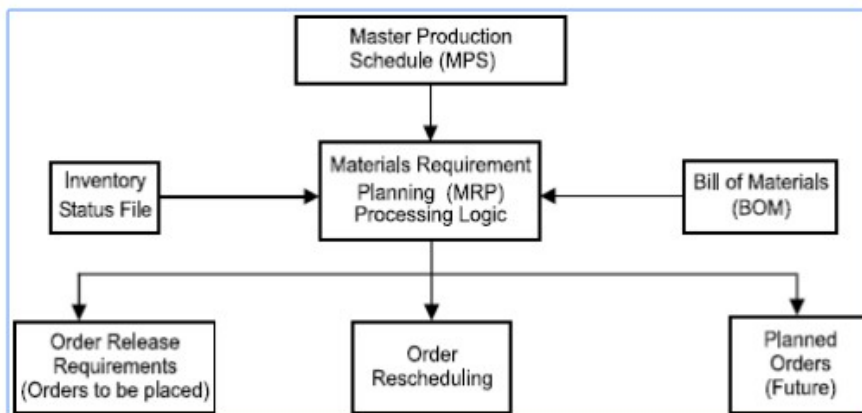 Master Production
Schedule (MPS)
Inventory
Status File
Materials Requirement
Planning (MRP)
Processing Logic
Bill of Materials
(BOM)
Order Release
Requirements
(Orders to be placed)
Order
Rescheduling
Planned
Orders
(Future)